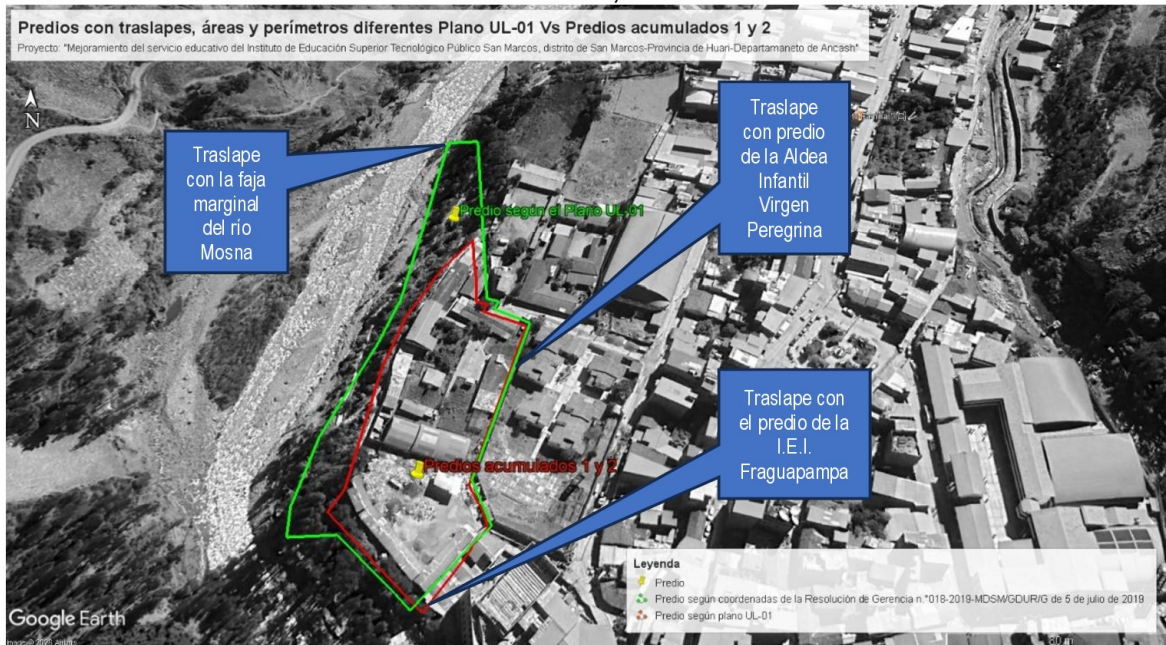 Predios con traslapes, áreas y perímetros diferentes Plano UL-01 Vs Predios acumulados 1 y 2
Proyecto: "Mejoramiento del servicio educativo del Instituto de Educación Superior Tecnológico Público San Marcos, distrito de San Marcos-Provincia de Huari-Departamaneto de Ancash"
N
Traslape
con la faja
marginal
del río
Mosna
Traslape
con predio
de la Aldea
Infantil
Virgen
Peregrina
Predio según el Plano UL-01
Traslape con
el predio de la
I.E.I.
Fraguapampa
Predios acumulados 1 y 2
Leyenda
Predio
Predio según coordenadas de la Resolución de Gerencia n.°018-2019-MDSM/GDUR/G de 5 de julio de 2019
Predio según plano UL-01
Google Earth
80 m